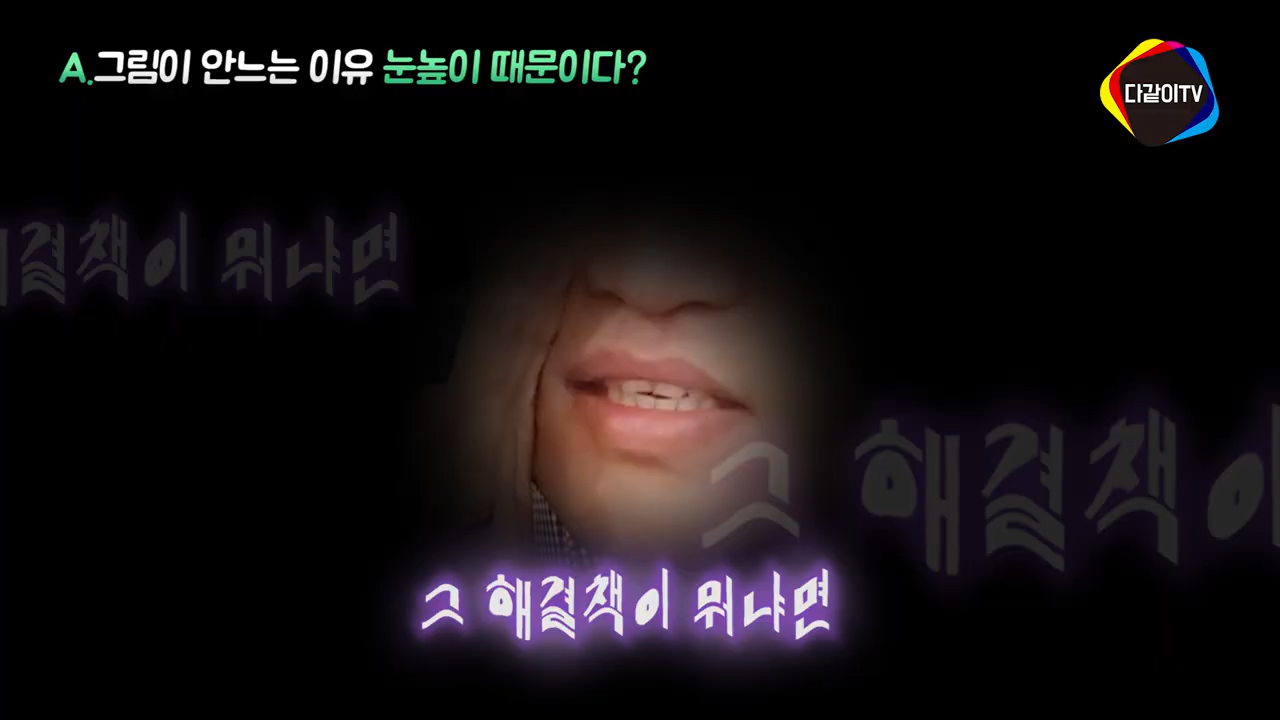 A.그림이 안느는 이유 눈높이 때문이다?
다같이TV
결책이 뭐냐면
그 해결책이
그 해결책이 뭐냐면